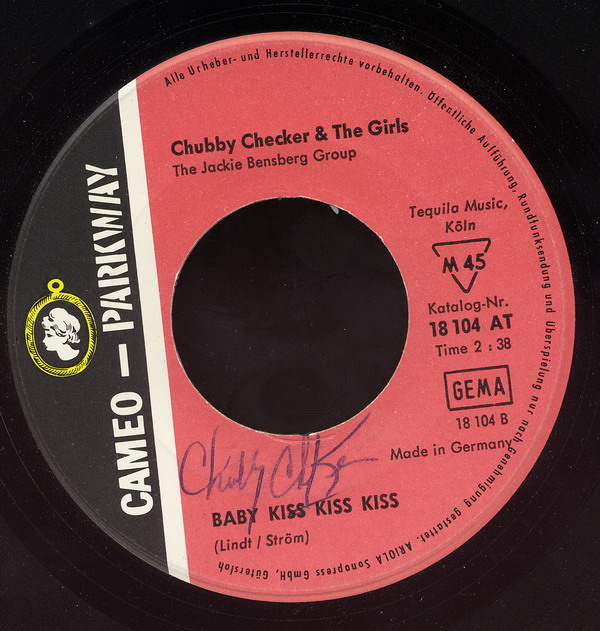 Alle Urheber- und Herstellerrechte vorbehalten. Öffentliche Aufführung, Rundfunksendung und Überspielung nur nach Genehmigung gestattet. ARIOLA Sonopress GmbH, Gütersloh
CAMEO — PARKWAY
Chubby Checker & The Girls
The Jackie Bensberg Group
Tequila Music,
Köln
M 45
Katalog-Nr.
18 104 AT
Time 2 : 38
GEMA
18 104 B
Made in Germany
Chubby Checker
BABY KISS KISS KISS
(Lindt / Ström)